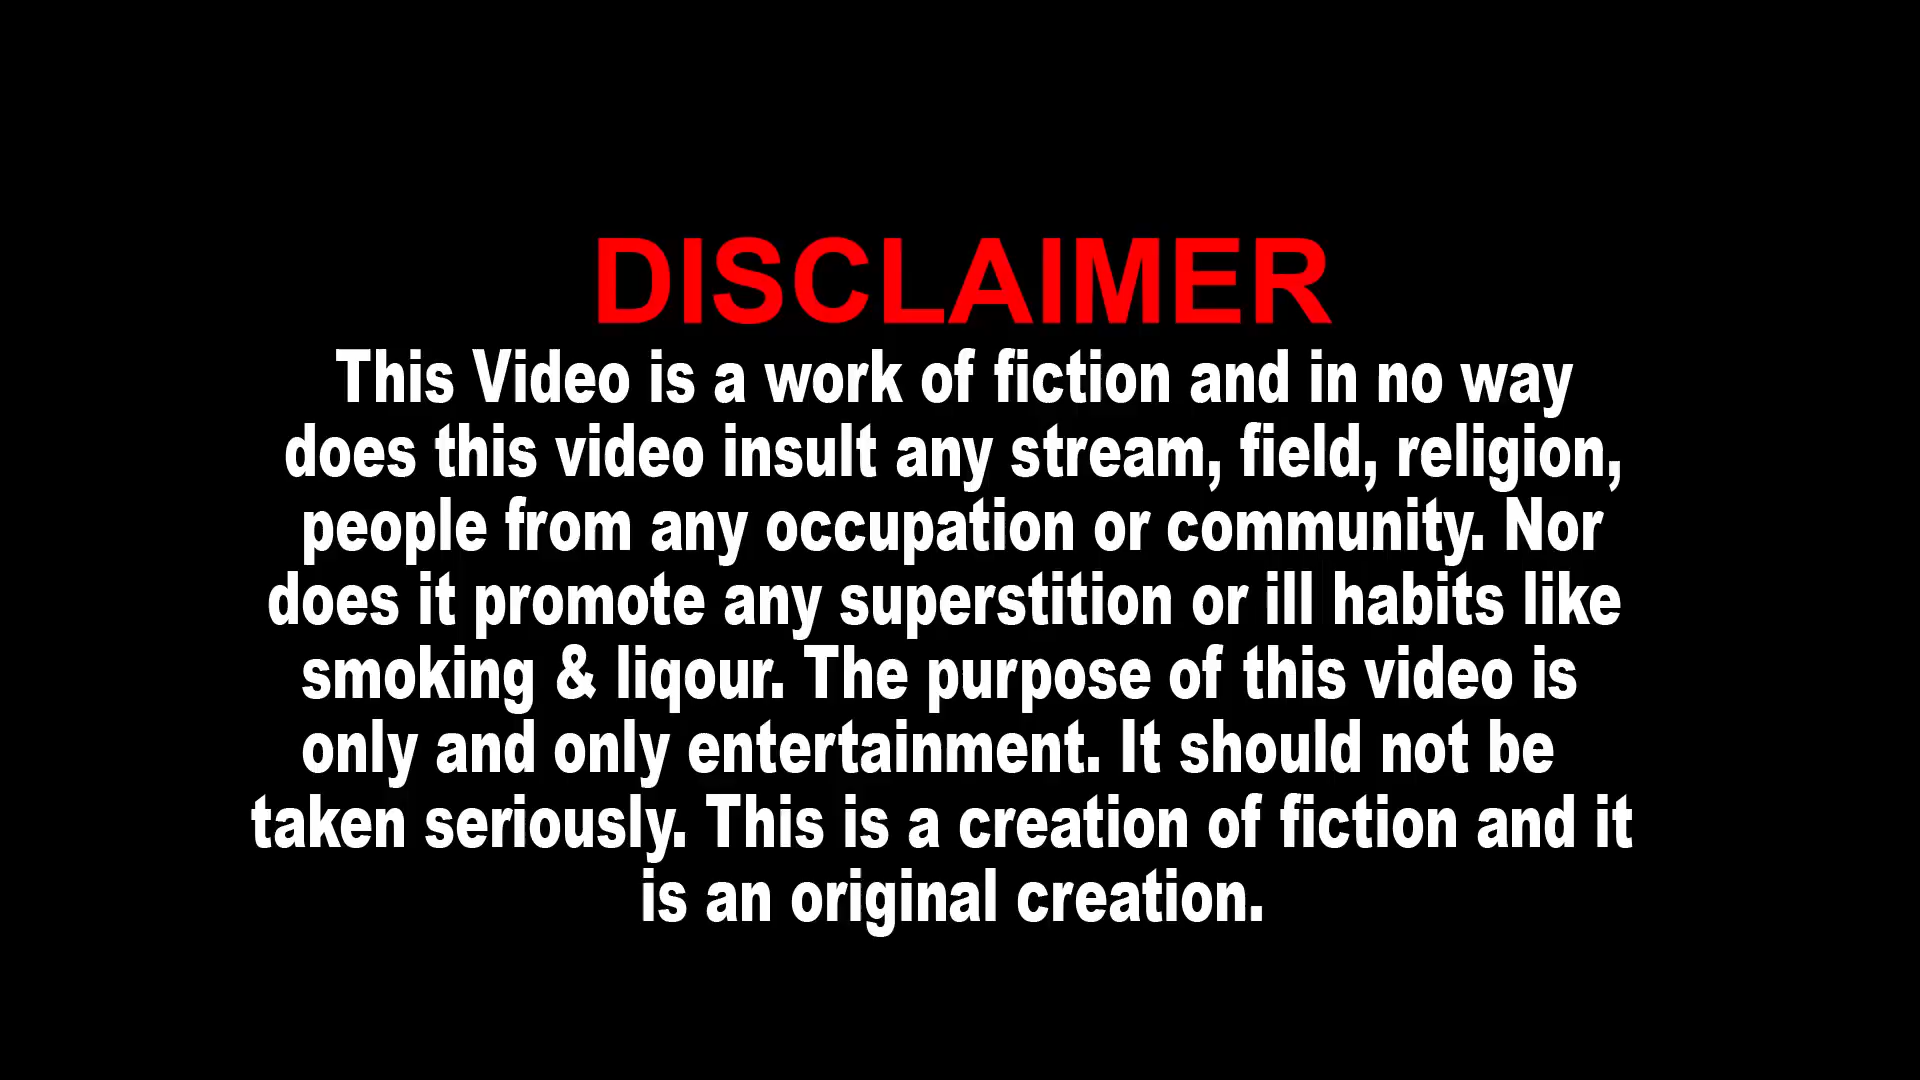 DISCLAIMER
This Video is a work of fiction and in no way
does this video insult any stream, field, religion,
people from any occupation or community. Nor
does it promote any superstition or ill habits like
smoking & liqour. The purpose of this video is
only and only entertainment. It should not be
taken seriously. This is a creation of fiction and it
is an original creation.